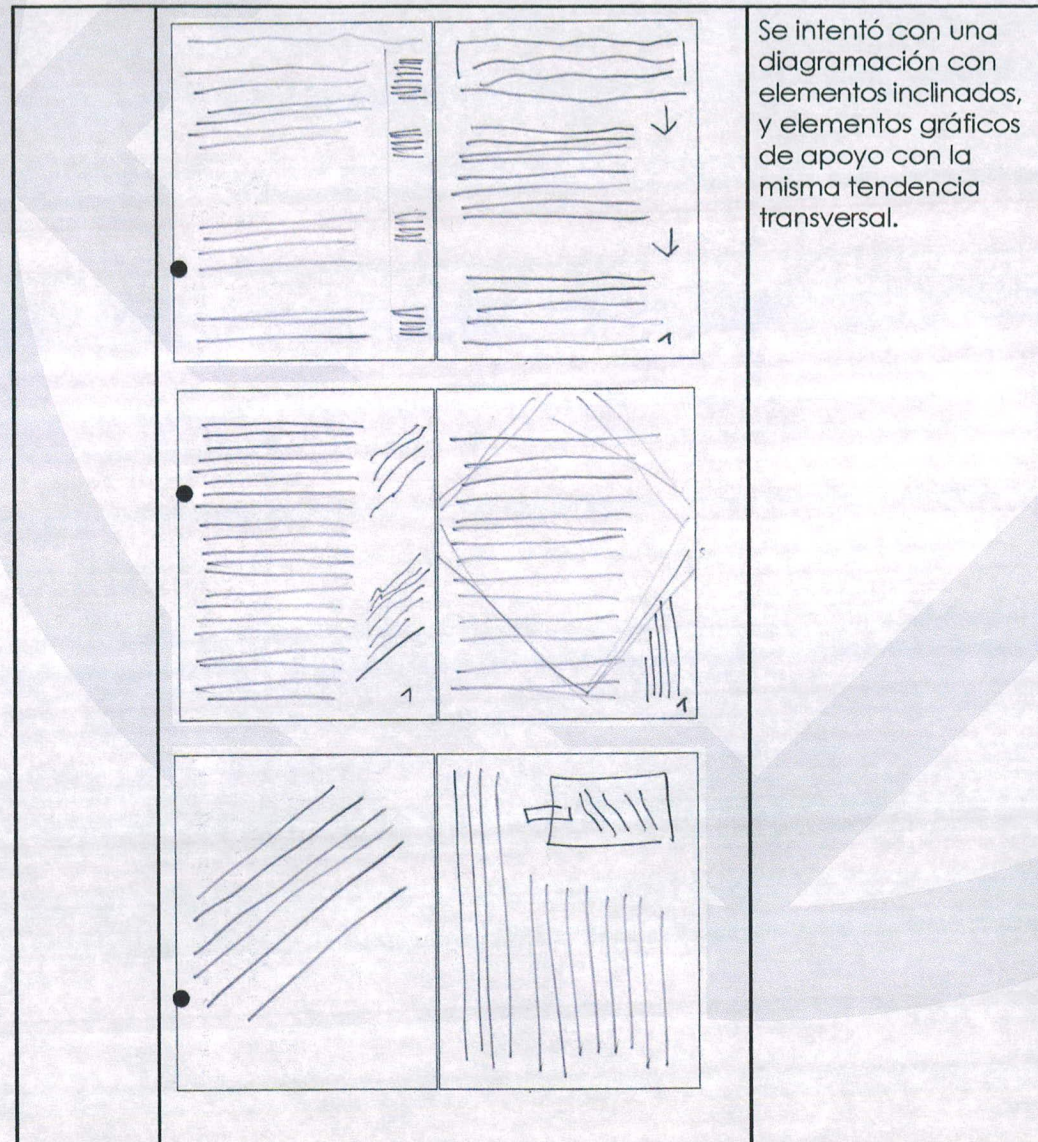 Se intentó con una
diagramación con
elementos inclinados,
y elementos gráficos
de apoyo con la
misma tendencia
transversal.